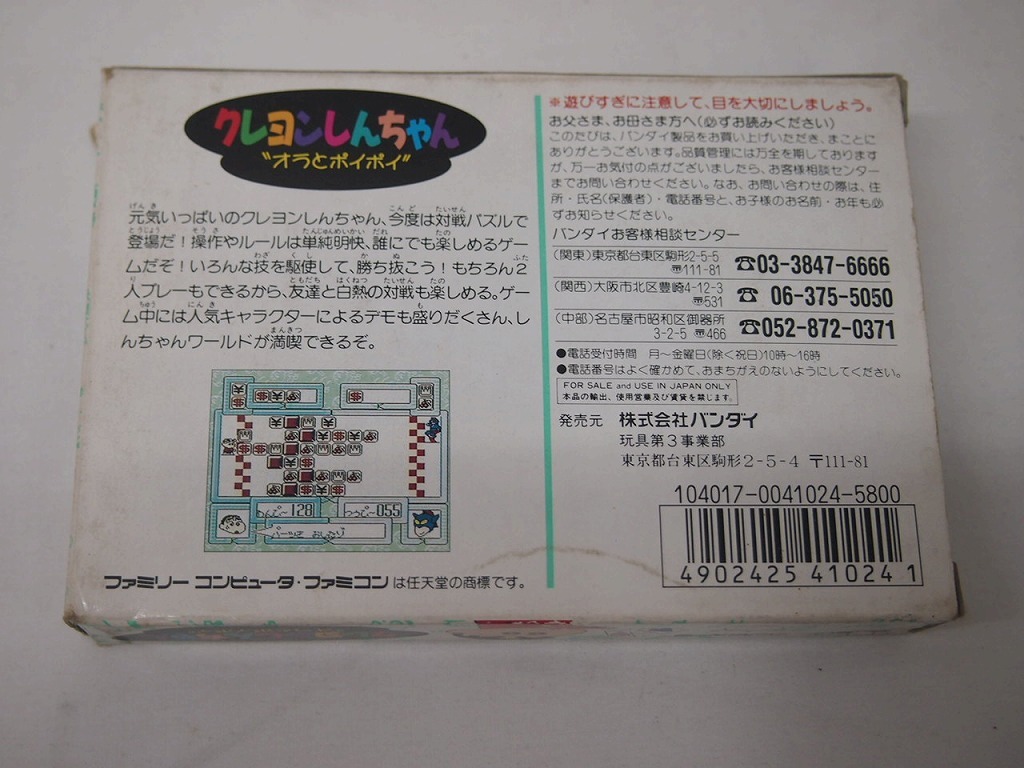 クレヨンしんちゃん
"オラとポイポイ"
元気いっぱいのクレヨンしんちゃん、今度は対戦パズルで
登場だ！操作やルールは単純明快、誰にでも楽しめるゲー
ムだぞ！いろんな技を駆使して、勝ち抜こう！もちろん2
人プレーもできるから、友達と白熱の対戦も楽しめる。ゲー
ム中には人気キャラクターによるデモも盛りだくさん、し
んちゃんワールドが満喫できるぞ。
128
055
ファミリー コンピュータ・ファミコン は任天堂の商標です。
※遊びすぎに注意して、目を大切にしましょう。
お父さま、お母さま方へ(必ずお読みください)
このたびは、バンダイ製品をお買い上げいただき、まことに
ありがとうございます。品質管理には万全を期しております
が、万一お気付の点がございましたら、お客様相談センター
までお問い合わせください。なお、お問い合わせの際は、住
所・氏名(保護者)・電話番号と、お子様のお名前・お年も必
ずお知らせください。
バンダイお客様相談センター
(関東)東京都台東区駒形2-5-5
〒111-81 ☎03-3847-6666
(関西)大阪市北区豊崎4-12-3
〒531 ☎ 06-375-5050
(中部)名古屋市昭和区御器所
3-2-5 〒466 ☎052-872-0371
●電話受付時間 月～金曜日(除く祝日)10時～16時
●電話番号はよく確かめて、おまちがえのないようにしてください。
FOR SALE and USE IN JAPAN ONLY
本品の輸出、使用営業及び賃貸を禁じます。
発売元 株式会社バンダイ
玩具第3事業部
東京都台東区駒形2-5-4 〒111-81
104017-0041024-5800
4902425 410241